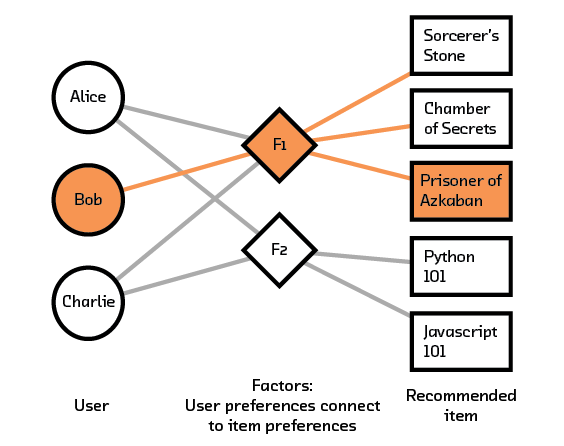 Alice
Bob
Charlie
F1
F2
Sorcerer's
Stone
Chamber
of Secrets
Prisoner of
Azkaban
Python
101
Javascript
101
User
Factors:
User preferences connect
to item preferences
Recommended
item